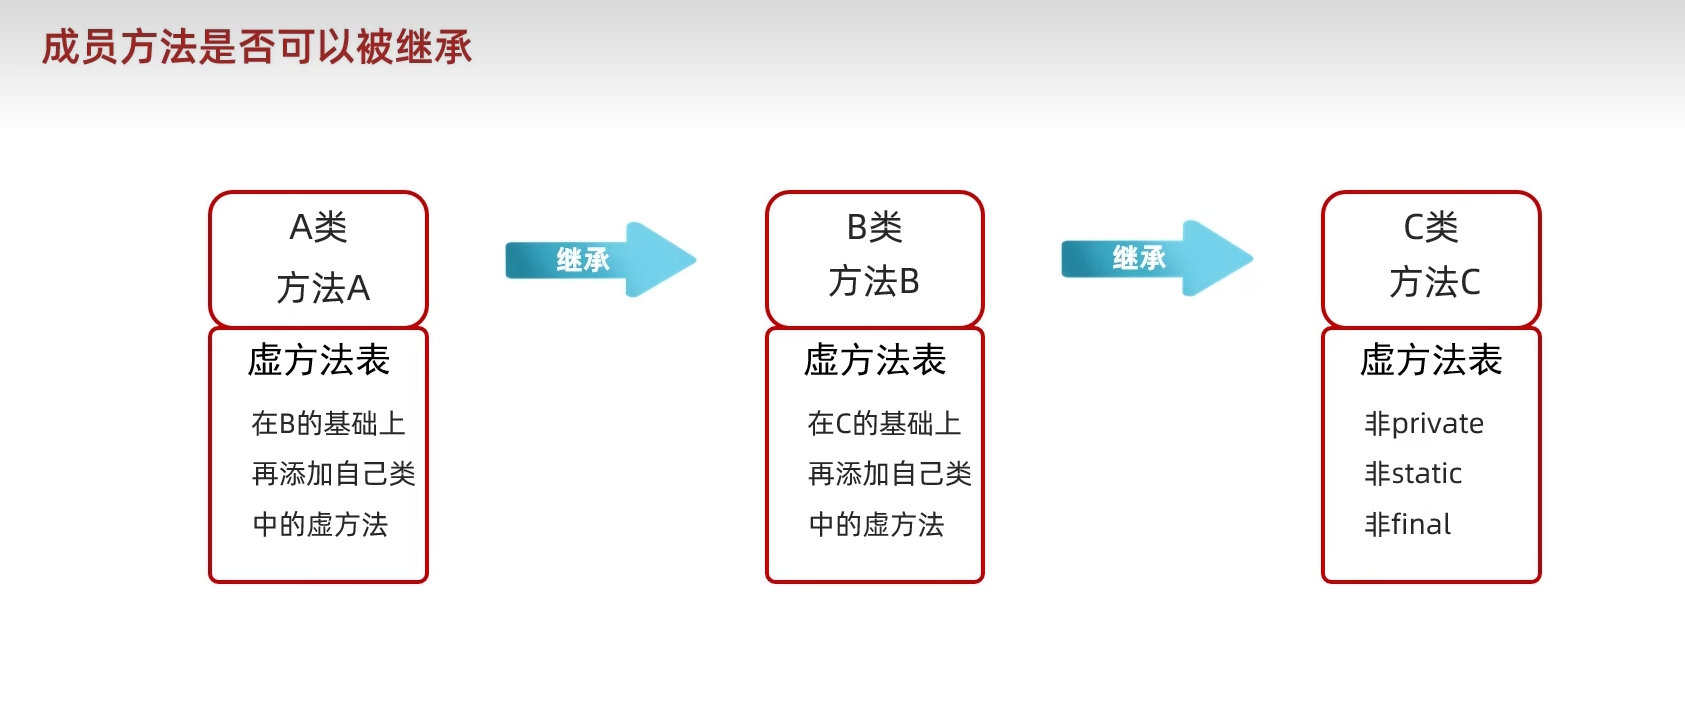 成员方法是否可以被继承
A类
方法A
虚方法表
在B的基础上
再添加自己类
中的虚方法
继承
B类
方法B
虚方法表
在C的基础上
再添加自己类
中的虚方法
继承
C类
方法C
虚方法表
非private
非static
非final